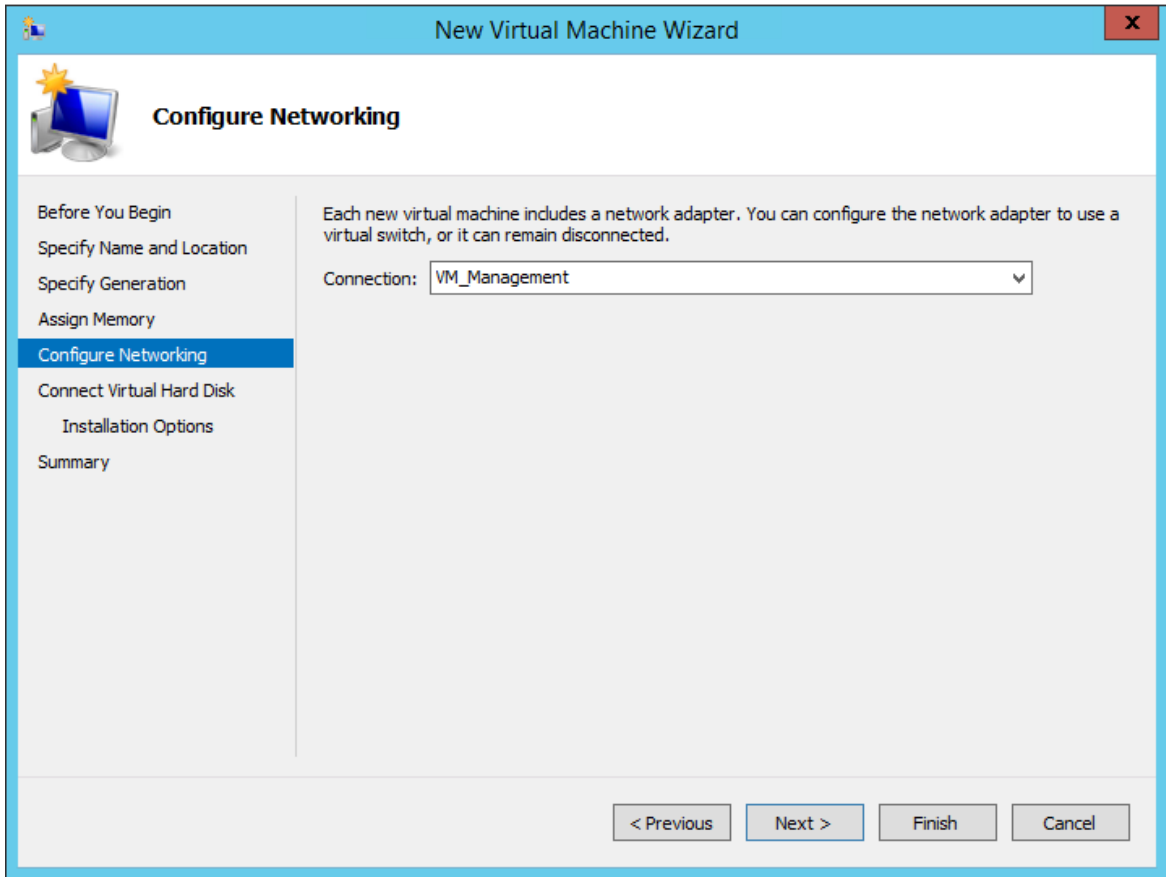 New Virtual Machine Wizard
x
Configure Networking
Before You Begin
Specify Name and Location
Specify Generation
Assign Memory
Configure Networking
Connect Virtual Hard Disk
Installation Options
Summary
Each new virtual machine includes a network adapter. You can configure the network adapter to use a
virtual switch, or it can remain disconnected.
Connection: VM_Management
< Previous Next > Finish Cancel